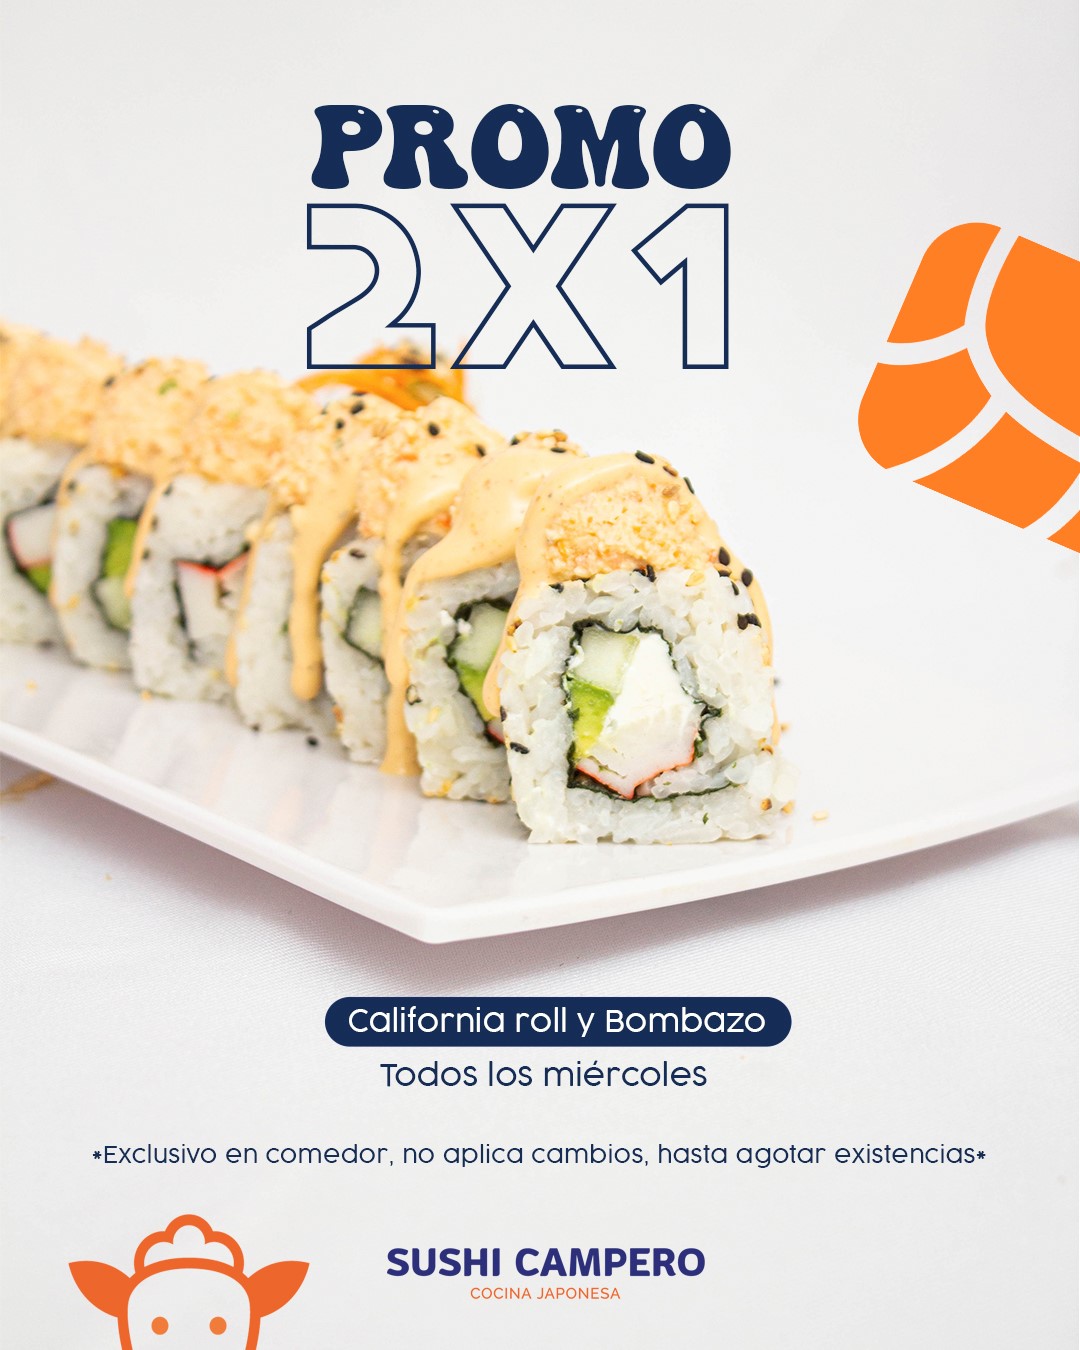 PROMO
2X1
California roll y Bombazo
Todos los miércoles
*Exclusivo en comedor, no aplica cambios, hasta agotar existencias*
SUSHI CAMPERO
COCINA JAPONESA